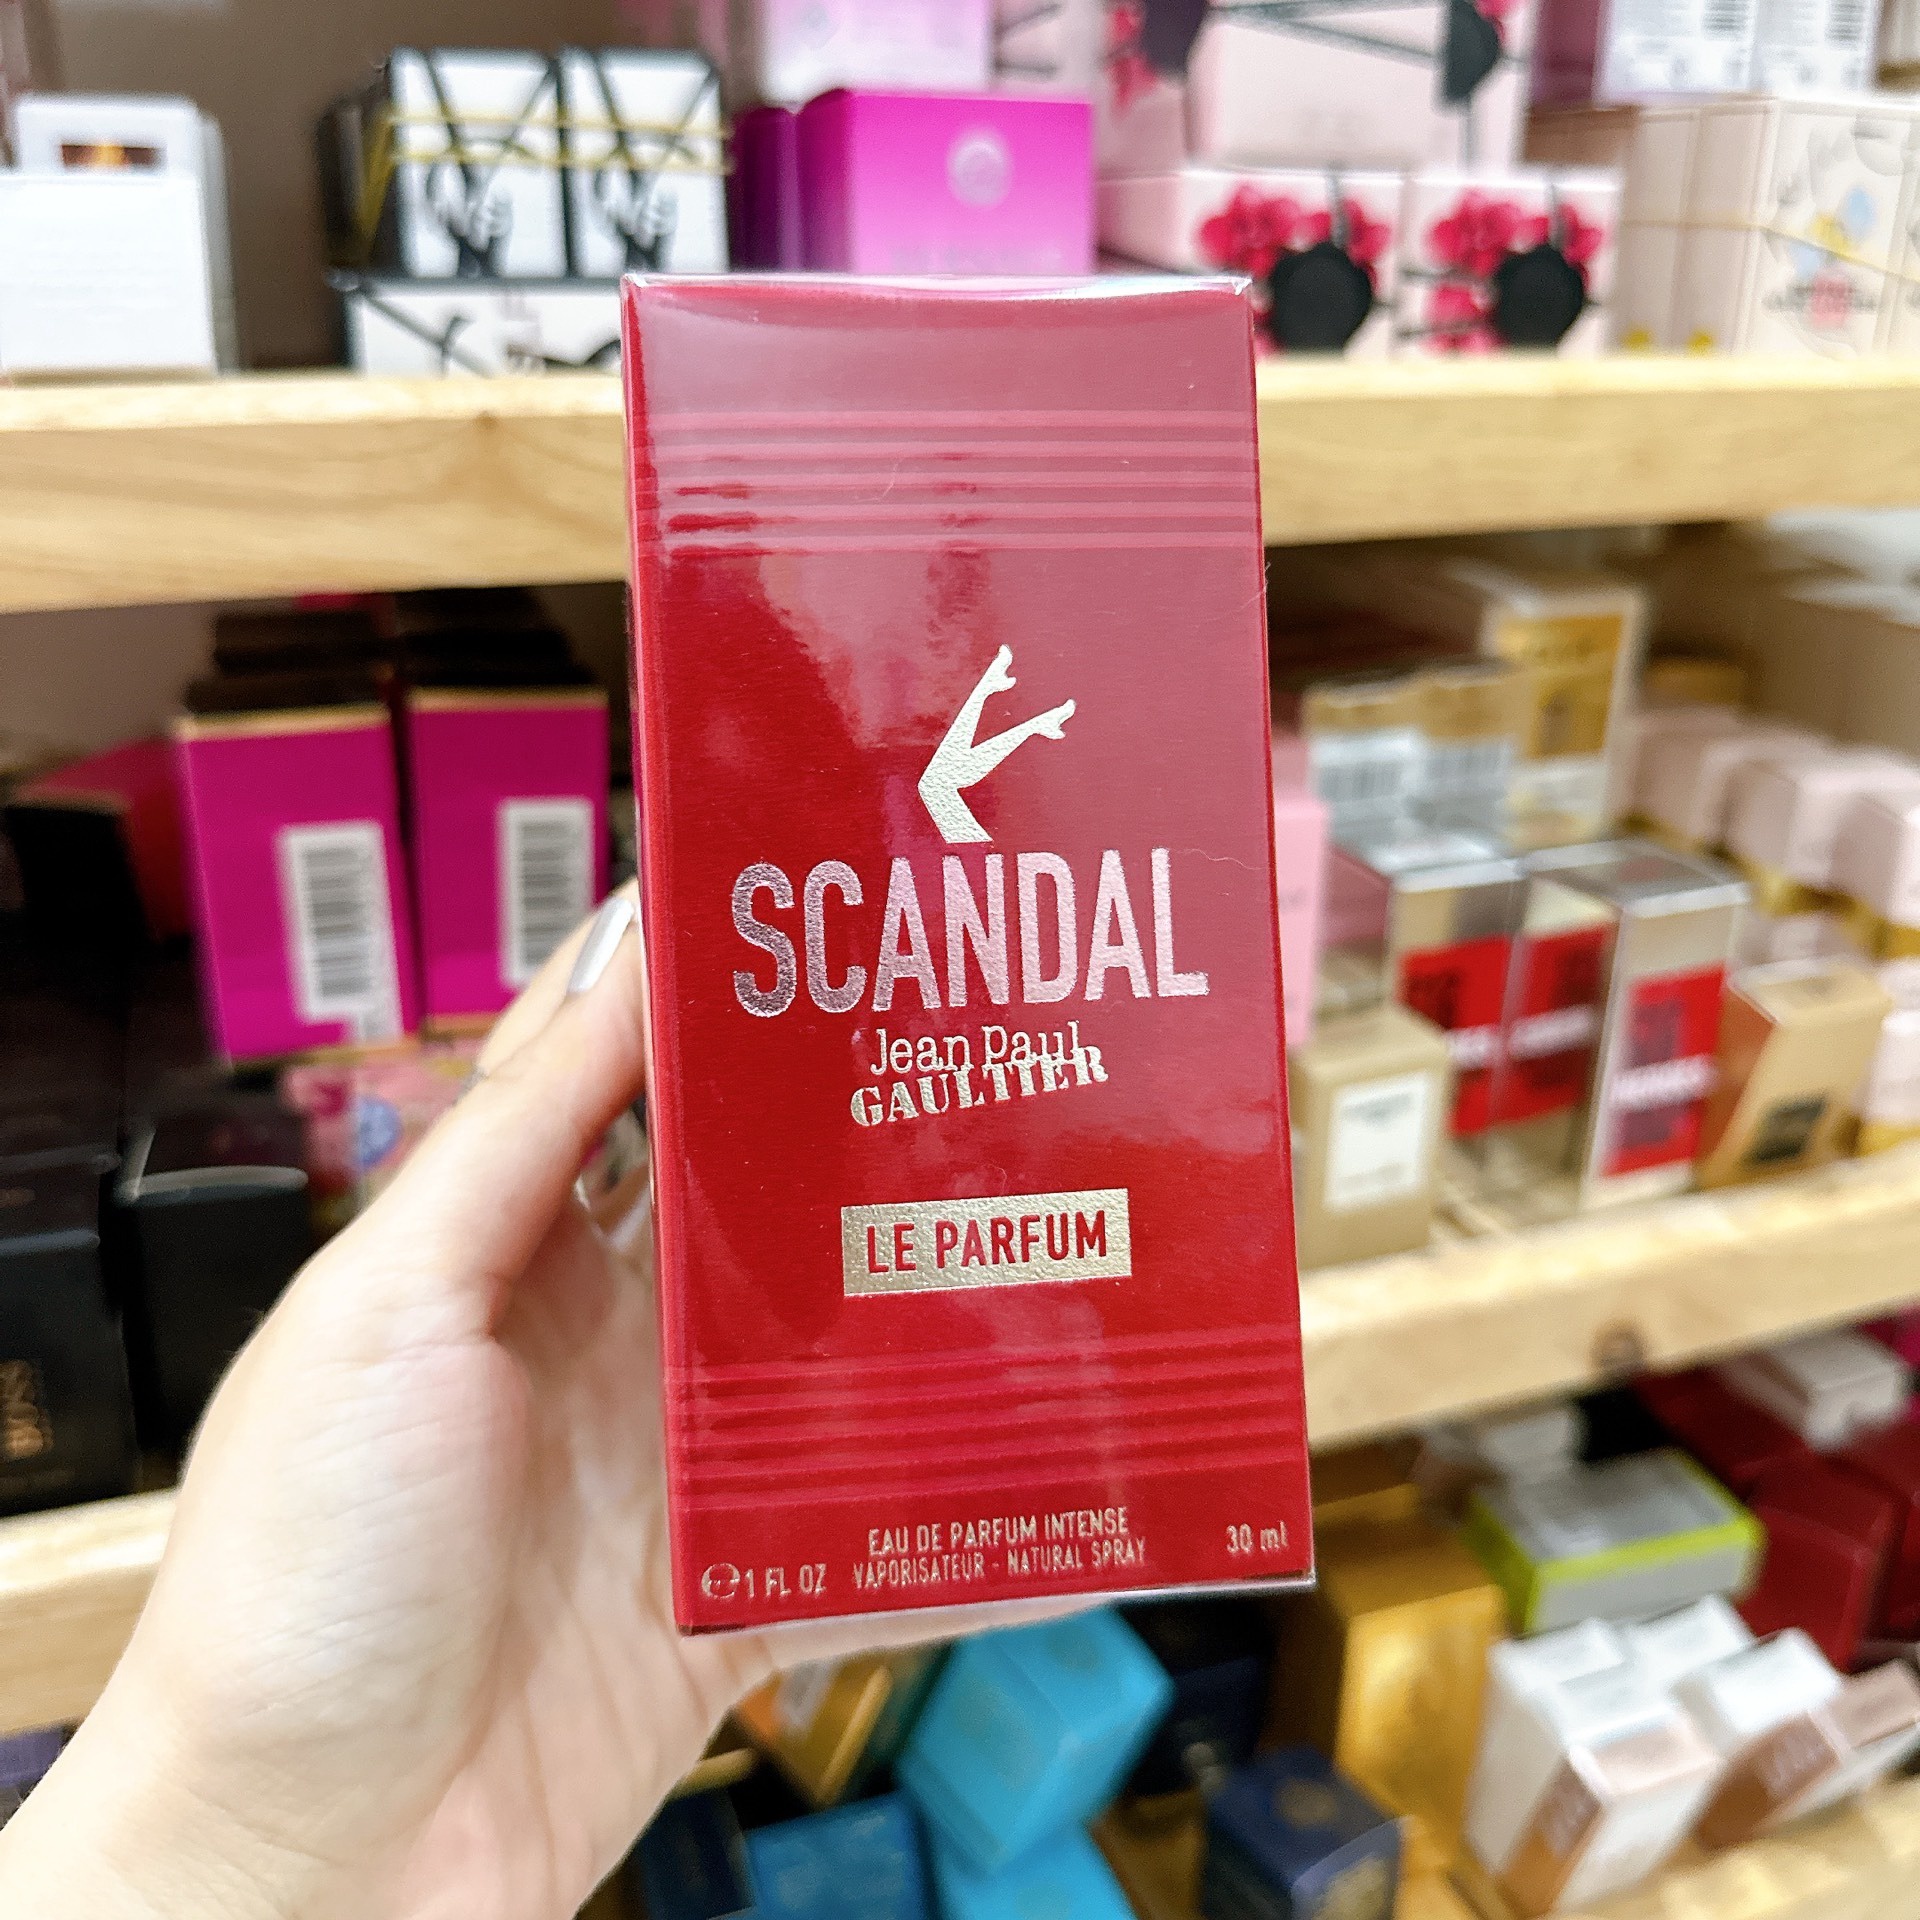 SCANDAL
Jean Paul
GAULTIER
LE PARFUM
EAU DE PARFUM INTENSE
e 1 FL OZ VAPORISATEUR - NATURAL SPRAY 30 ml